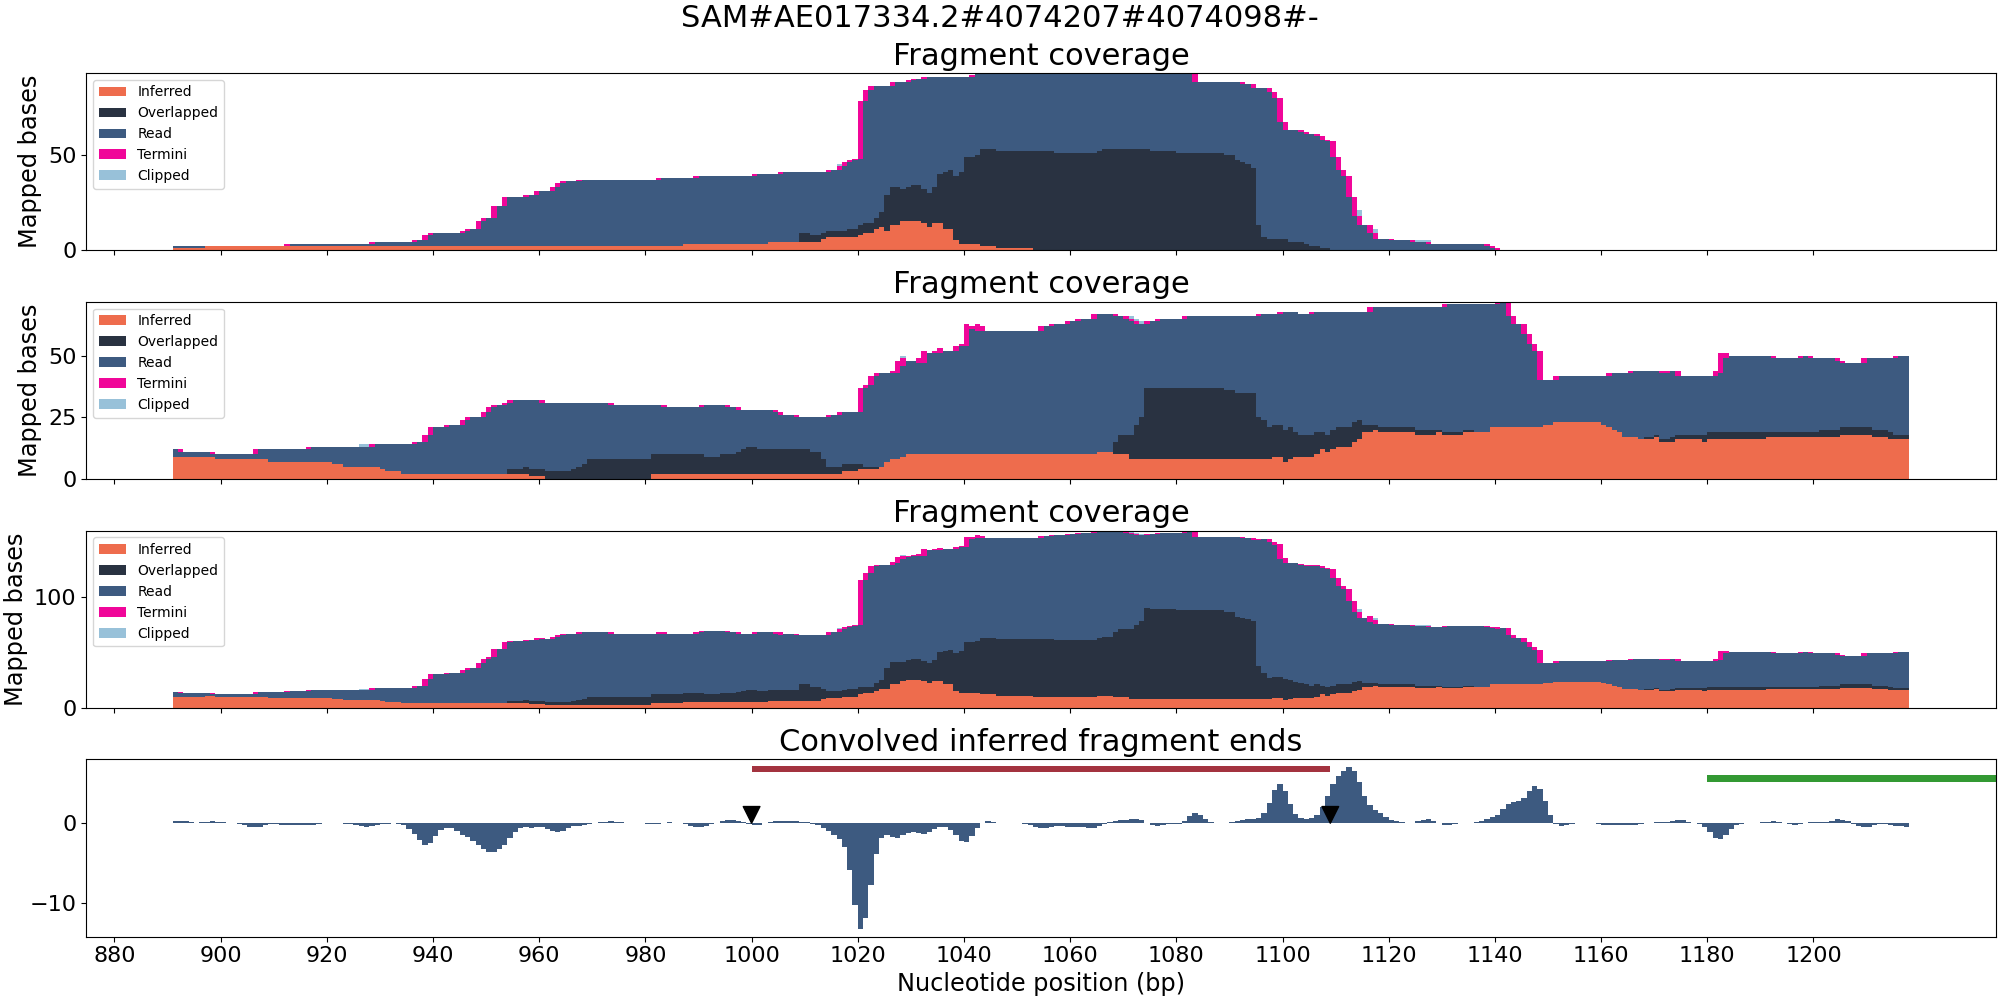 SAM#AE017334.2#4074207#4074098#-
Fragment coverage
Mapped bases
50
0
Inferred
Overlapped
Read
Termini
Clipped
Fragment coverage
Mapped bases
50
25
0
Inferred
Overlapped
Read
Termini
Clipped
Fragment coverage
Mapped bases
100
0
Inferred
Overlapped
Read
Termini
Clipped
Convolved inferred fragment ends
0
−10
880 900 920 940 960 980 1000 1020 1040 1060 1080 1100 1120 1140 1160 1180 1200
Nucleotide position (bp)